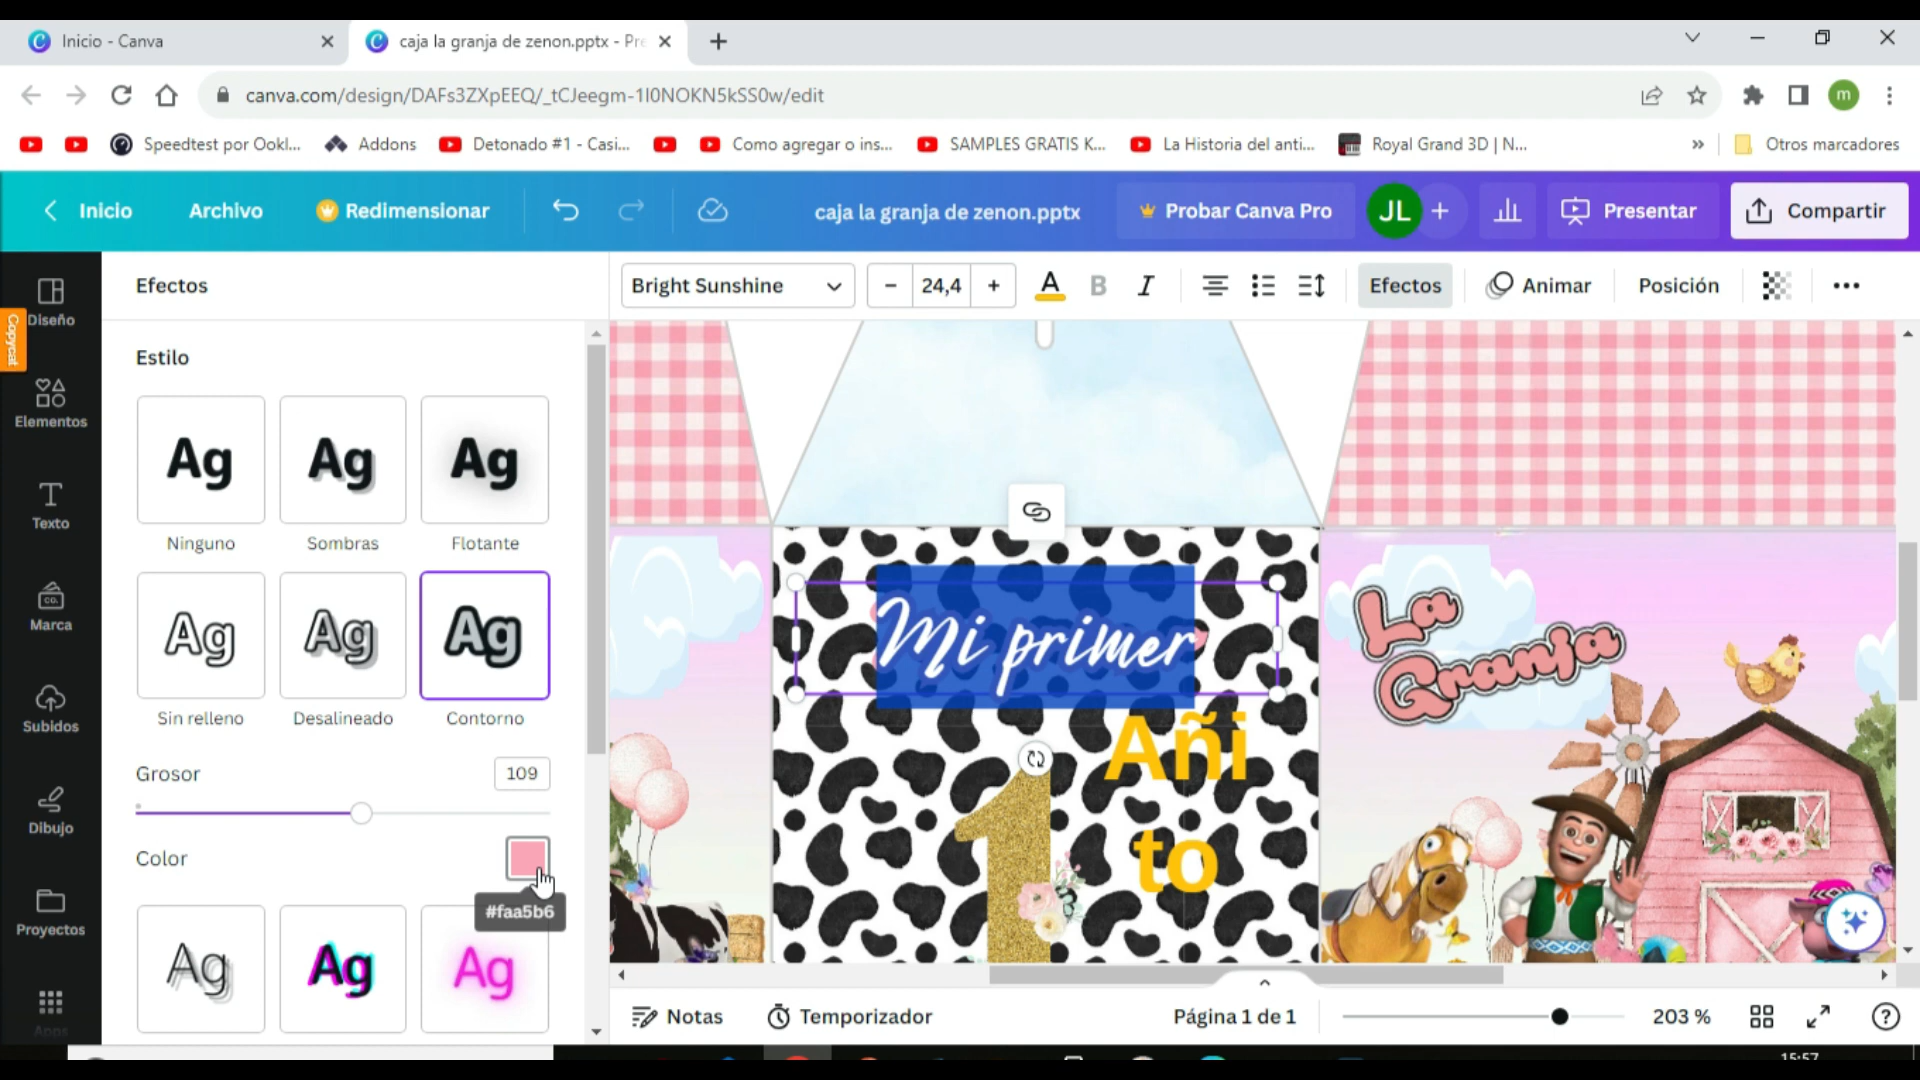 Inicio - Canva
caja la granja de zenon.pptx - Pre
canva.com/design/DAFs3ZXpEEQ/_tCJeegm-1I0NOKN5kSS0w/edit
m
Speedtest por Ookl...
Addons
Detonado #1 - Casi...
Como agregar o ins...
SAMPLES GRATIS K...
La Historia del anti...
Royal Grand 3D | N...
»
Otros marcadores
Inicio
Archivo
Redimensionar
caja la granja de zenon.pptx
Probar Canva Pro
JL
+
Presentar
Compartir
Copycat
Diseño
Elementos
Texto
CO.
Marca
Subidos
Dibujo
Proyectos
Apps
Efectos
Bright Sunshine
- 24,4 +
A
B
I
Efectos
Animar
Posición
Estilo
Ag
Ag
Ag
Ninguno
Sombras
Flotante
Ag
Ag
Ag
Sin relleno
Desalineado
Contorno
Grosor
109
Color
#faa5b6
Ag
Ag
Ag
Mi primer
Añi
to
1
La
Granja
Notas
Temporizador
Página 1 de 1
203 %
15:57